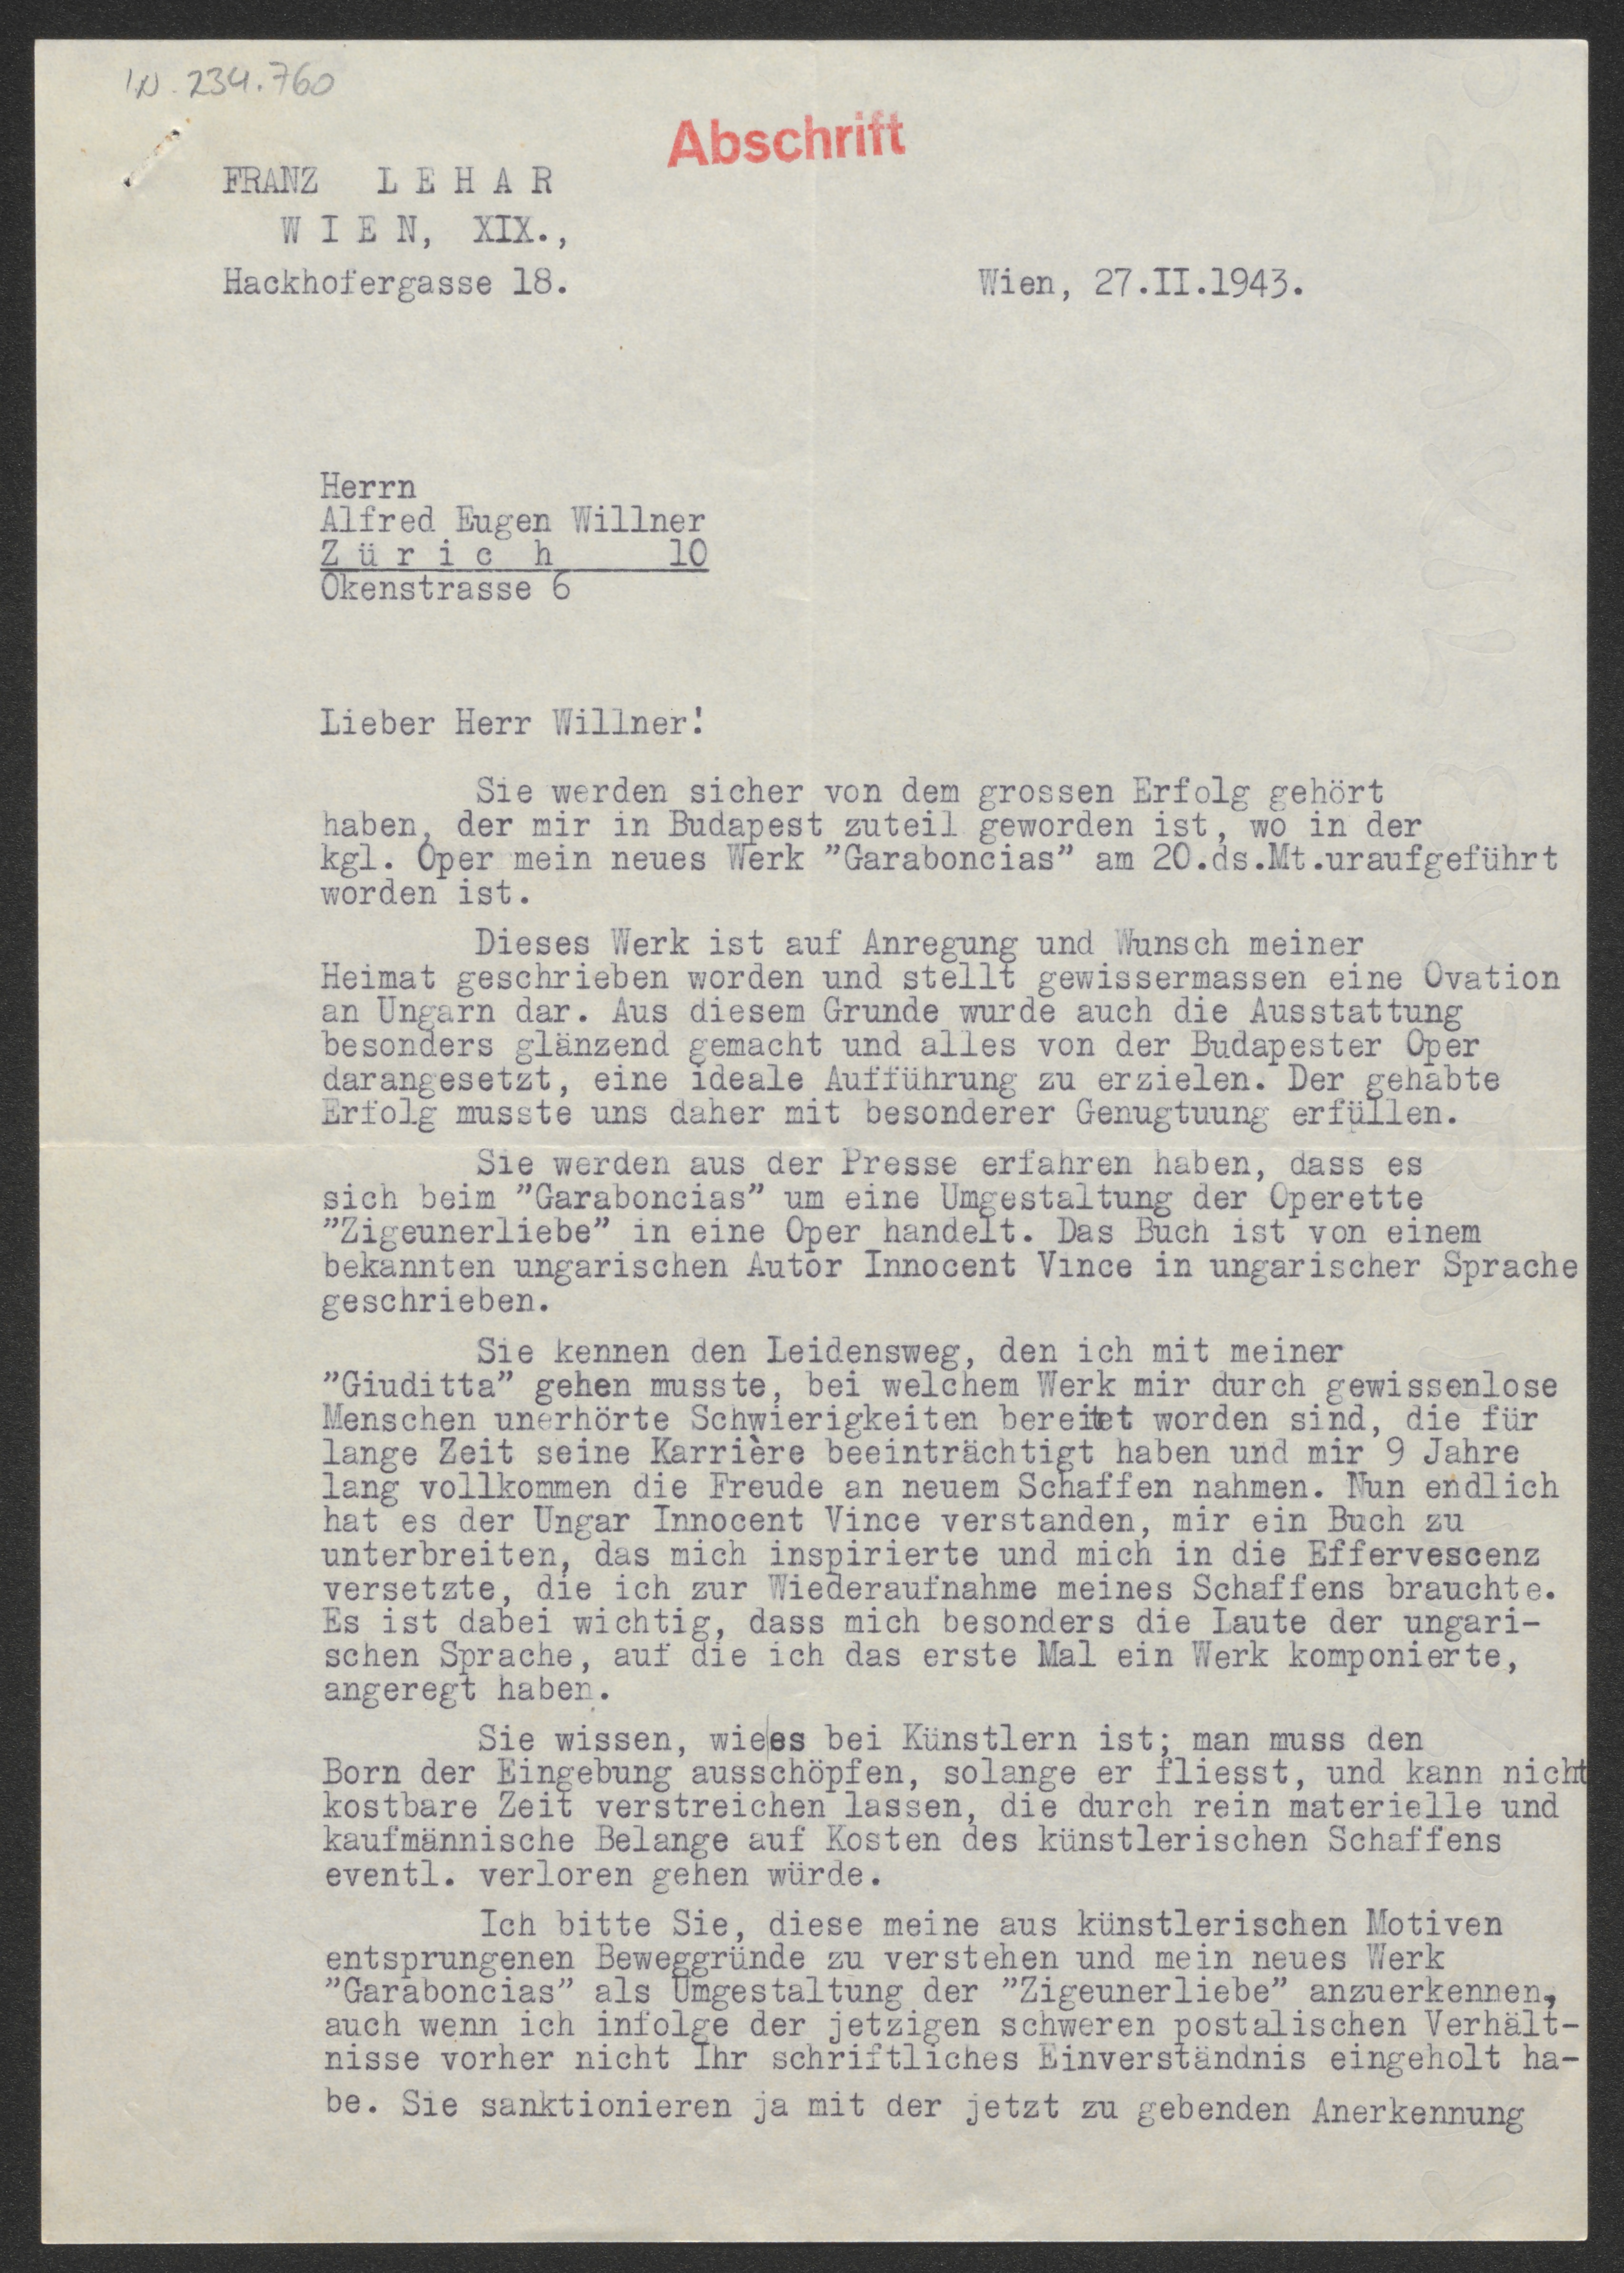 IN. 234.760
Abschrift
FRANZ L E H A R
W I E N, XIX.,
Hackhofergasse 18.
Wien, 27.II.1943.
Herrn
Alfred Eugen Willner
Z ü r i c h 10
Okenstrasse 6
Lieber Herr Willner!
Sie werden sicher von dem grossen Erfolg gehört
haben, der mir in Budapest zuteil geworden ist, wo in der
kgl. Oper mein neues Werk "Garaboncias" am 20.ds.Mt.uraufgeführt
worden ist.
Dieses Werk ist auf Anregung und Wunsch meiner
Heimat geschrieben worden und stellt gewissermassen eine Ovation
an Ungarn dar. Aus diesem Grunde wurde auch die Ausstattung
besonders glänzend gemacht und alles von der Budapester Oper
darangesetzt, eine ideale Aufführung zu erzielen. Der gehabte
Erfolg musste uns daher mit besonderer Genugtuung erfüllen.
Sie werden aus der Presse erfahren haben, dass es
sich beim "Garaboncias" um eine Umgestaltung der Operette
"Zigeunerliebe" in eine Oper handelt. Das Buch ist von einem
bekannten ungarischen Autor Innocent Vince in ungarischer Sprache
geschrieben.
Sie kennen den Leidensweg, den ich mit meiner
"Giuditta" gehen musste, bei welchem Werk mir durch gewissenlose
Menschen unerhörte Schwierigkeiten bereitet worden sind, die für
lange Zeit seine Karrière beeinträchtigt haben und mir 9 Jahre
lang vollkommen die Freude an neuem Schaffen nahmen. Nun endlich
hat es der Ungar Innocent Vince verstanden, mir ein Buch zu
unterbreiten, das mich inspirierte und mich in die Effervescenz
versetzte, die ich zur Wiederaufnahme meines Schaffens brauchte.
Es ist dabei wichtig, dass mich besonders die Laute der ungari-
schen Sprache, auf die ich das erste Mal ein Werk komponierte,
angeregt haben.
Sie wissen, wie|es bei Künstlern ist; man muss den
Born der Eingebung ausschöpfen, solange er fliesst, und kann nicht
kostbare Zeit verstreichen lassen, die durch rein materielle und
kaufmännische Belange auf Kosten des künstlerischen Schaffens
eventl. verloren gehen würde.
Ich bitte Sie, diese meine aus künstlerischen Motiven
entsprungenen Beweggründe zu verstehen und mein neues Werk
"Garaboncias" als Umgestaltung der "Zigeunerliebe" anzuerkennen,
auch wenn ich infolge der jetzigen schweren postalischen Verhält-
nisse vorher nicht Ihr schriftliches Einverständnis eingeholt ha-
be. Sie sanktionieren ja mit der jetzt zu gebenden Anerkennung